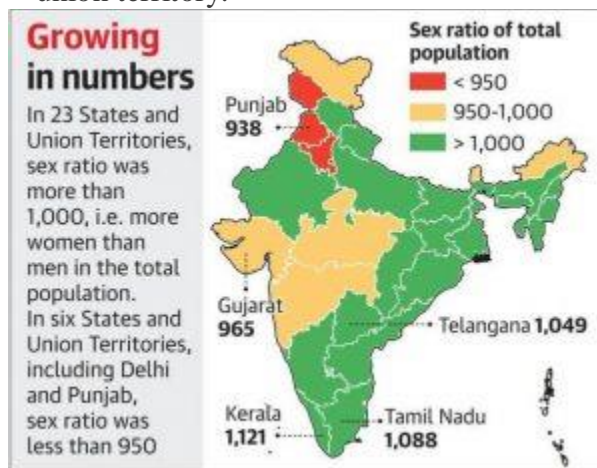 union territory.
Growing
in numbers
In 23 States and
Union Territories,
sex ratio was
more than
1,000, i.e. more
women than
men in the total
population.
In six States and
Union Territories,
including Delhi
and Punjab,
sex ratio was
less than 950
Sex ratio of total
population
< 950
950-1,000
> 1,000
Punjab
938
Gujarat
965
Telangana 1,049
Kerala
1,121
Tamil Nadu
1,088